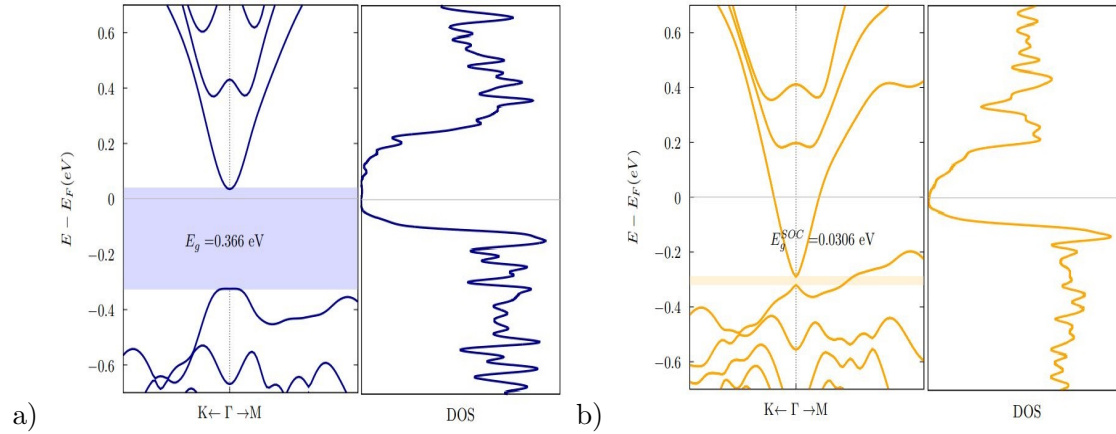 E − E_F(eV)
0.6
0.4
0.2
0
−0.2
−0.4
−0.6
E_g =0.366 eV
K← Γ →M
DOS
a)
E − E_F(eV)
0.6
0.4
0.2
0
−0.2
−0.4
−0.6
E_g^{SOC} =0.0306 eV
K← Γ →M
DOS
b)